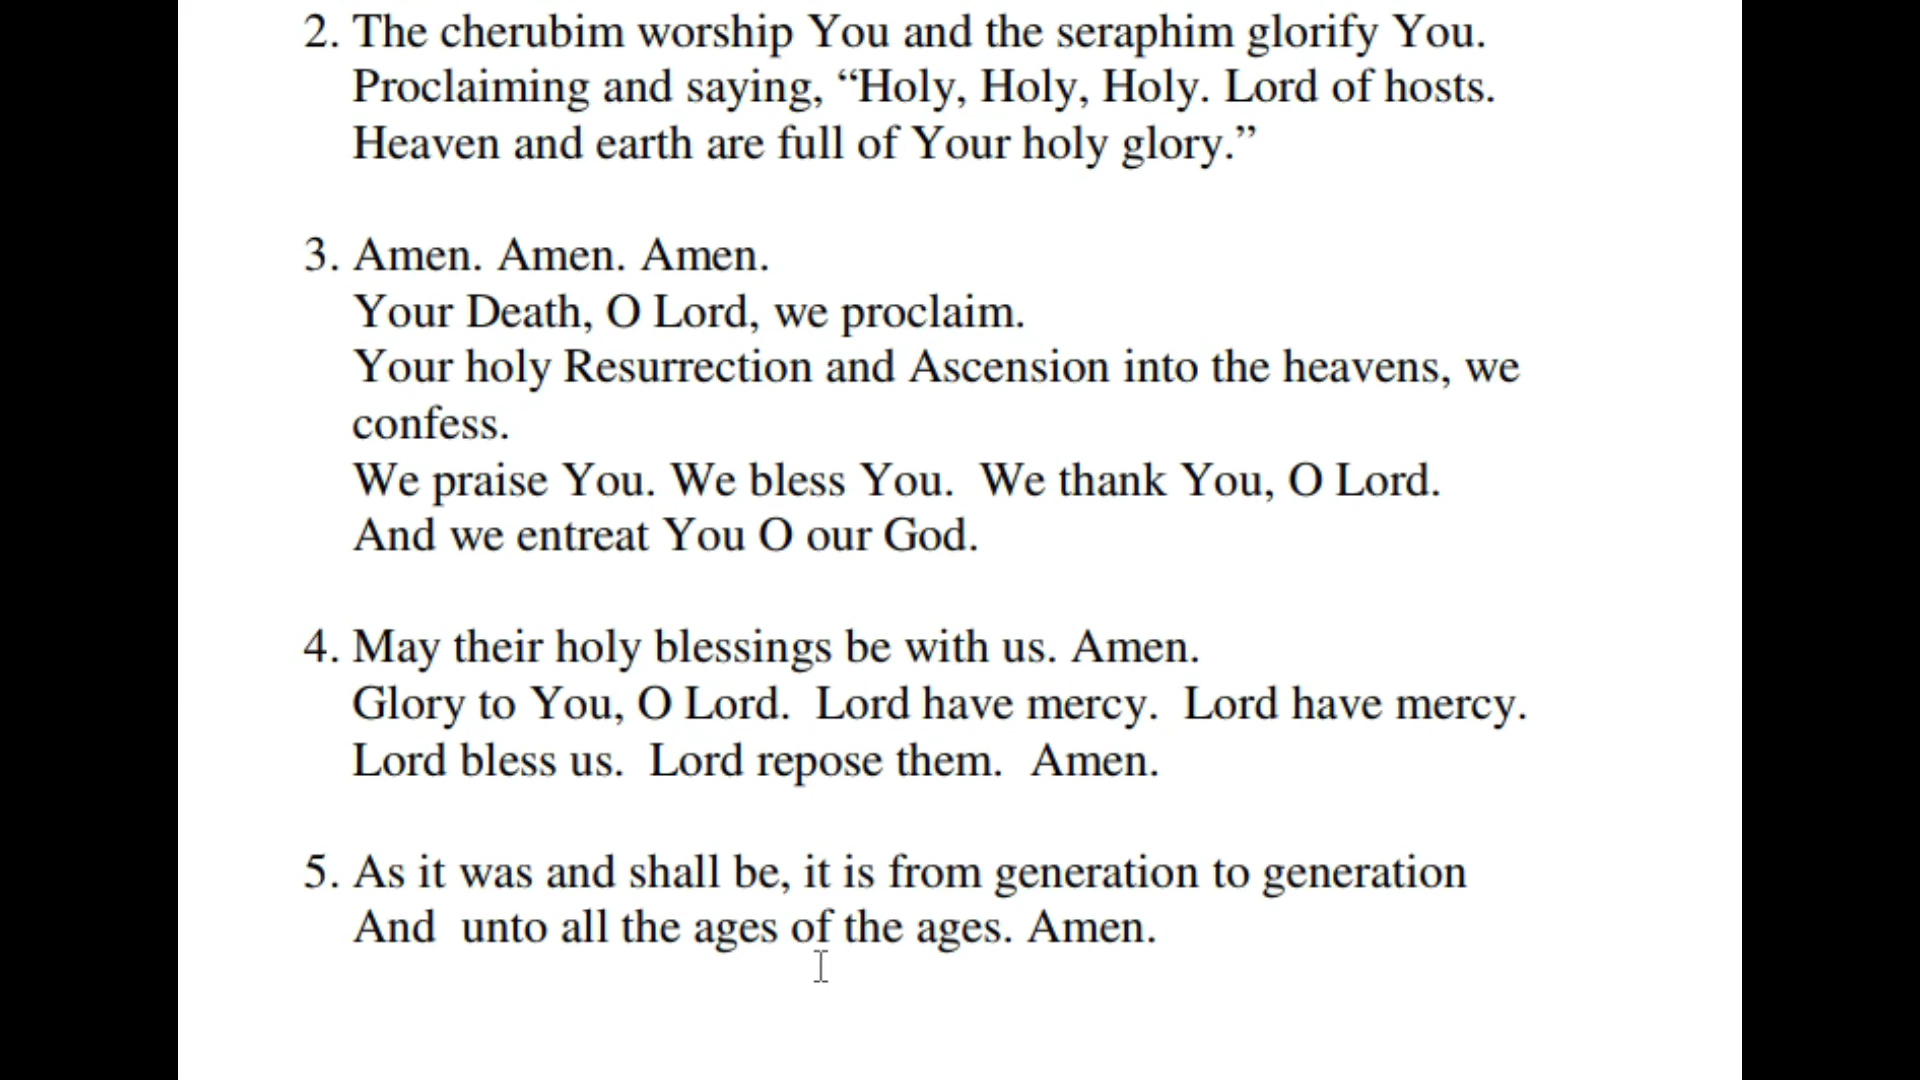 2. The cherubim worship You and the seraphim glorify You.
Proclaiming and saying, “Holy, Holy, Holy. Lord of hosts.
Heaven and earth are full of Your holy glory.”
3. Amen. Amen. Amen.
Your Death, O Lord, we proclaim.
Your holy Resurrection and Ascension into the heavens, we
confess.
We praise You. We bless You.  We thank You, O Lord.
And we entreat You O our God.
4. May their holy blessings be with us. Amen.
Glory to You, O Lord.  Lord have mercy.  Lord have mercy.
Lord bless us.  Lord repose them.  Amen.
5. As it was and shall be, it is from generation to generation
And  unto all the ages of the ages. Amen.